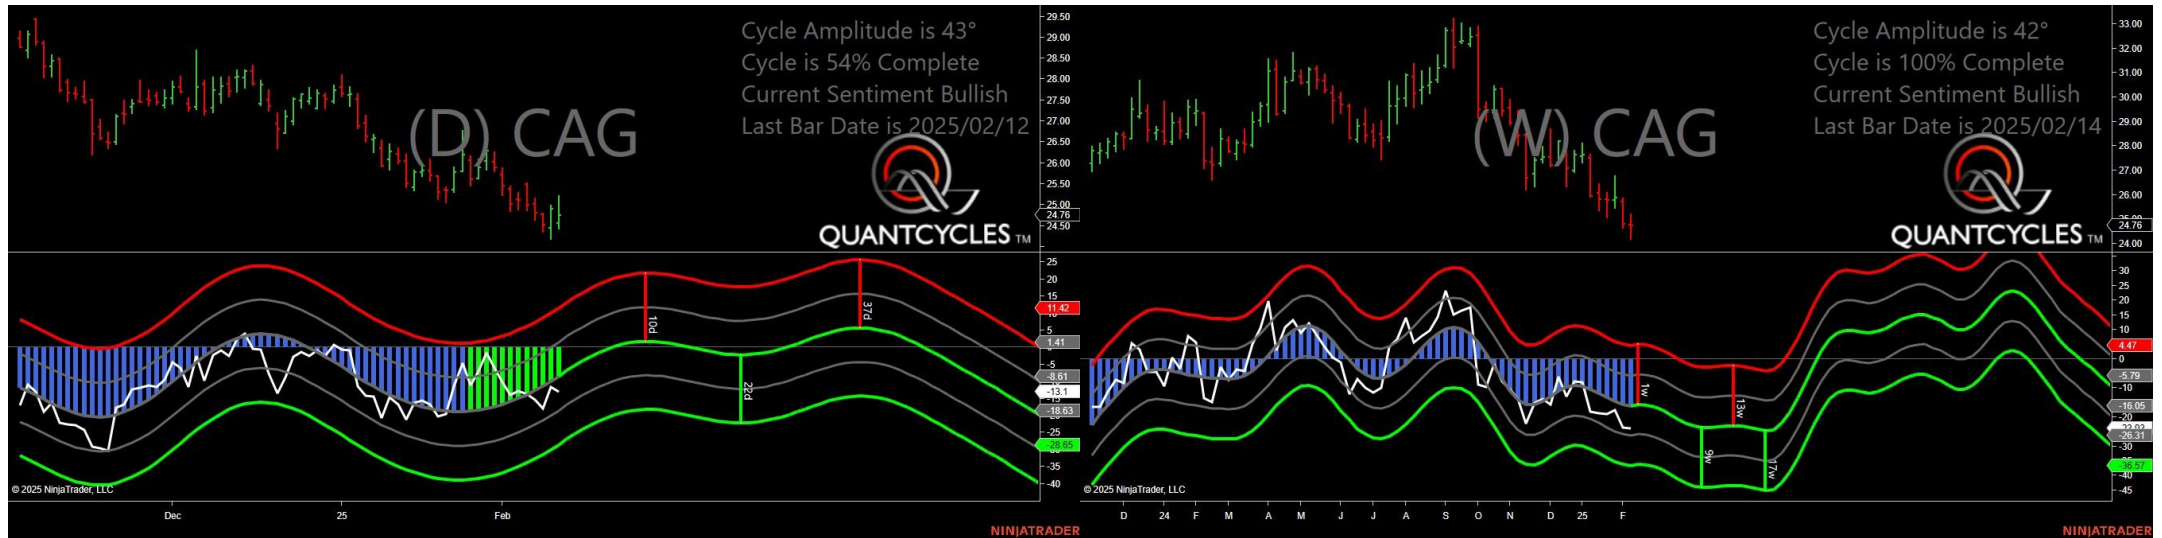 Cycle Amplitude is 43°
Cycle is 54% Complete
Current Sentiment Bullish
Last Bar Date is 2025/02/12
(D) CAG
QUANTCYCLES TM
29.50
29.00
28.50
28.00
27.50
27.00
26.50
26.00
25.50
25.00
24.76
24.50
25
20
15
11.42
10
5
1.41
-5
-8.61
-13.1
-15
-18.63
-25
-28.65
-30
-35
-40
10d
22d
37d
© 2025 NinjaTrader, LLC
Dec 25 Feb
NINJATRADER
Cycle Amplitude is 42°
Cycle is 100% Complete
Current Sentiment Bullish
Last Bar Date is 2025/02/14
(W) CAG
QUANTCYCLES TM
33.00
32.00
31.00
30.00
29.00
28.00
27.00
26.00
25.00
24.76
24.00
30
20
15
10
4.47
0
-5.79
-10
-16.05
-20
-26.31
-30
-36.57
-40
-45
1w
9w
13w
17w
© 2025 NinjaTrader, LLC
D 24 F M A M J J A S O N D 25 F
NINJATRADER